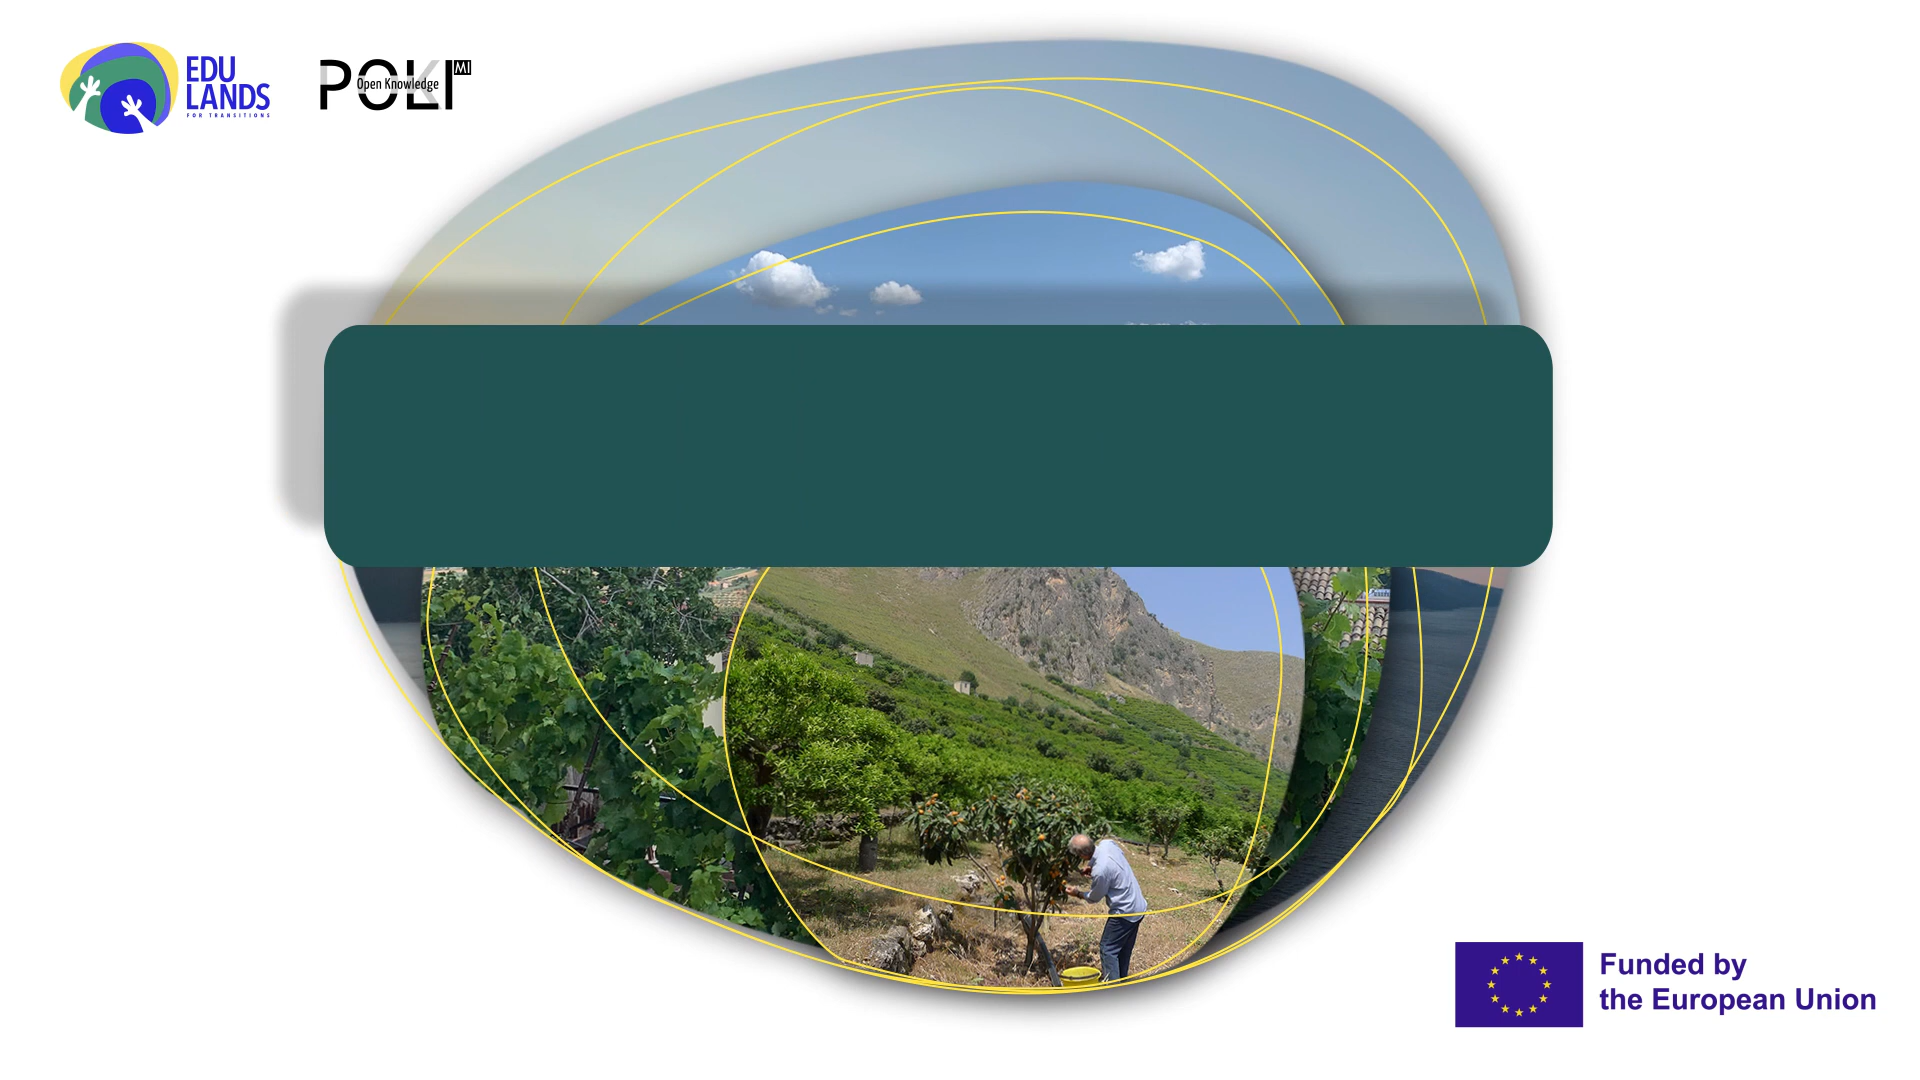 EDU
LANDS
FOR TRANSITIONS
POLI MI
Open Knowledge
Funded by
the European Union